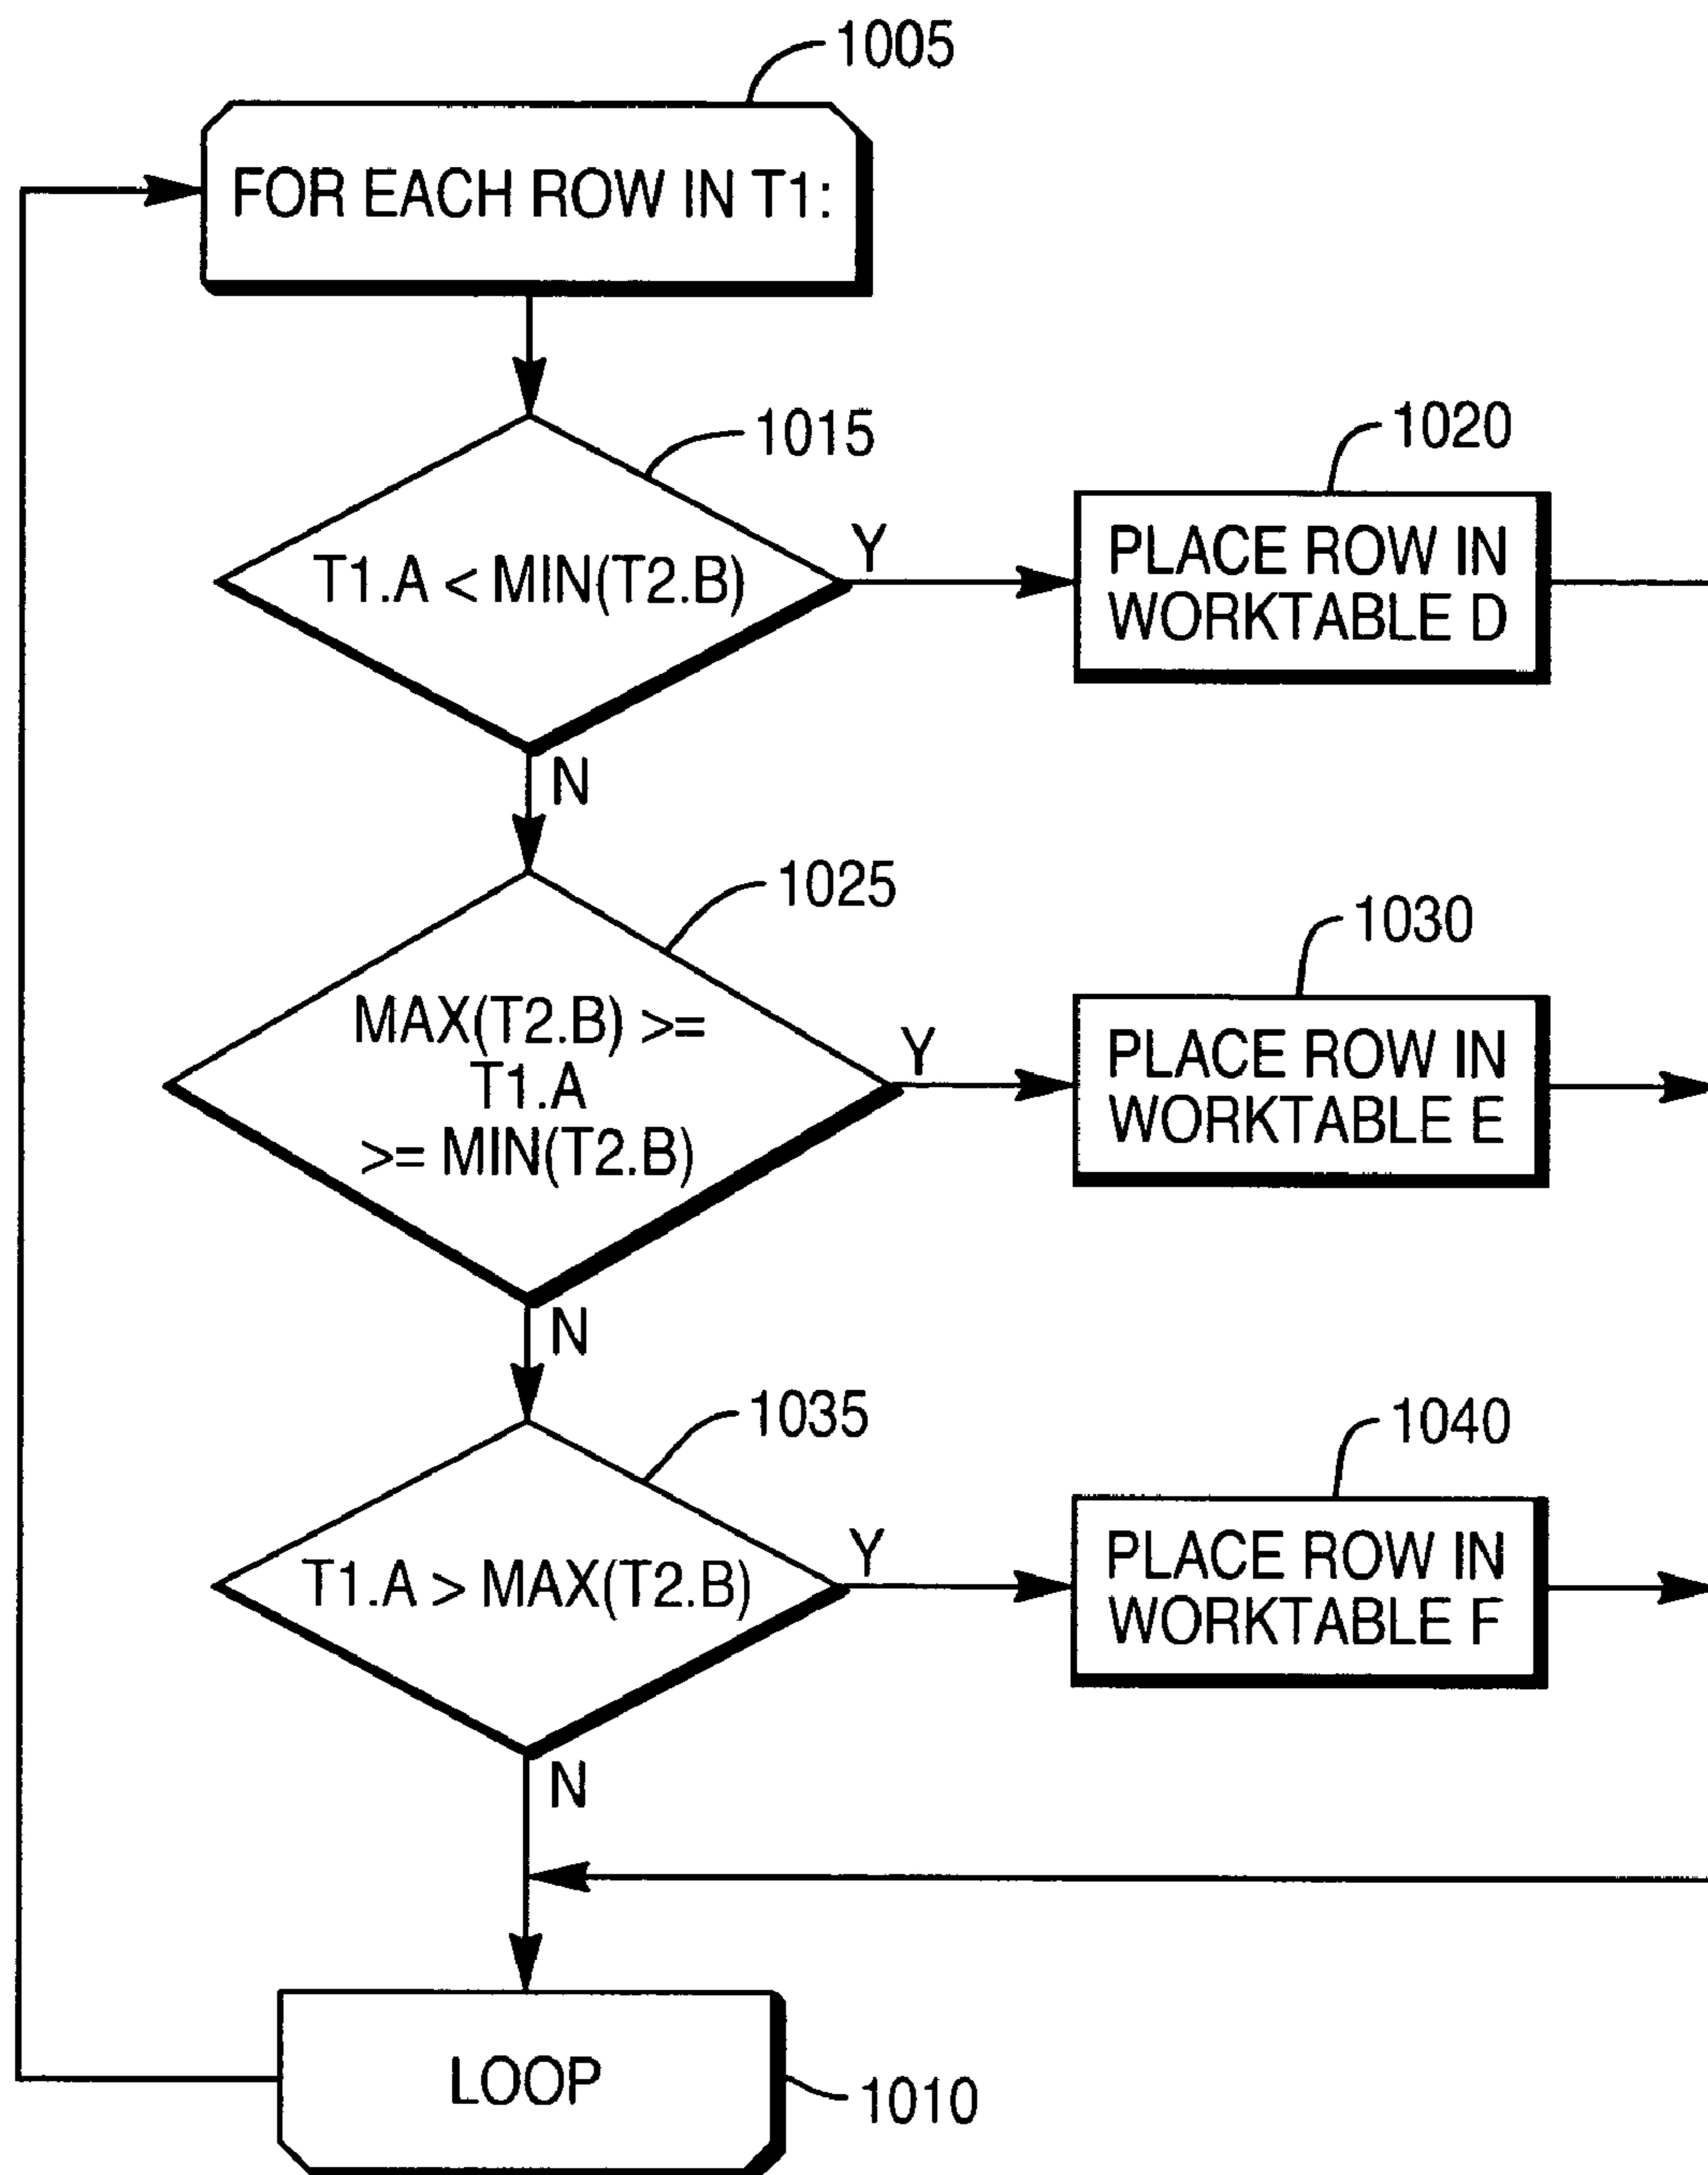 1005
FOR EACH ROW IN T1:
1015
T1.A < MIN(T2.B)
Y
1020
PLACE ROW IN
WORKTABLE D
N
1025
MAX(T2.B) >=
T1.A
>= MIN(T2.B)
Y
1030
PLACE ROW IN
WORKTABLE E
N
1035
T1.A > MAX(T2.B)
Y
1040
PLACE ROW IN
WORKTABLE F
N
LOOP
1010